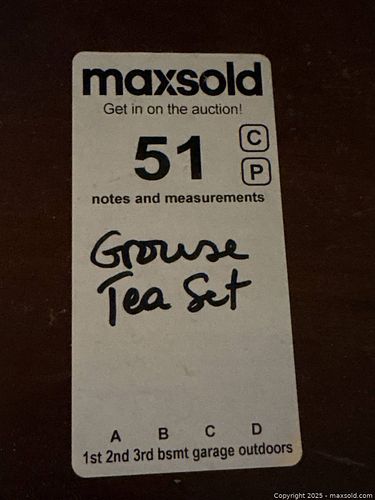 maxsold
Get in on the auction!
51 C
P
notes and measurements
Grouse
Tea Set
A B C D
1st 2nd 3rd bsmt garage outdoors
Copyright 2025 - maxsold.com